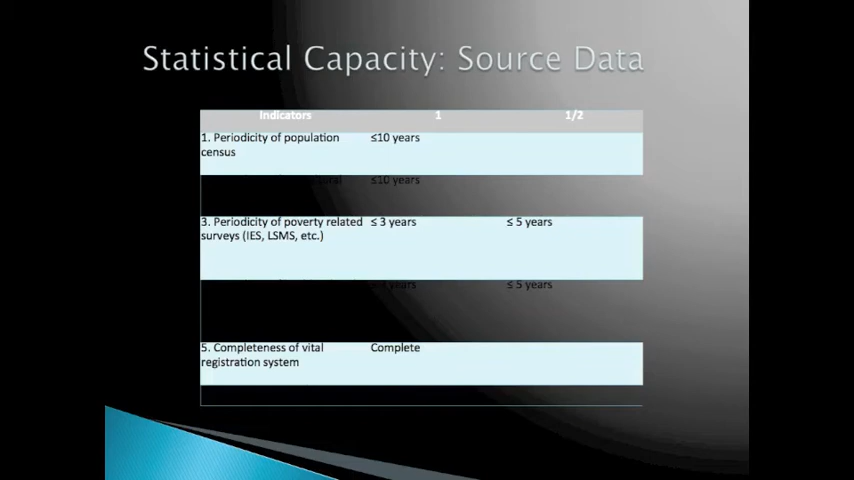 Statistical Capacity: Source Data
Indicators 1 1/2
1. Periodicity of population ≤10 years
census
≤10 years
3. Periodicity of poverty related ≤ 3 years ≤ 5 years
surveys (IES, LSMS, etc.)
years ≤ 5 years
5. Completeness of vital Complete
registration system